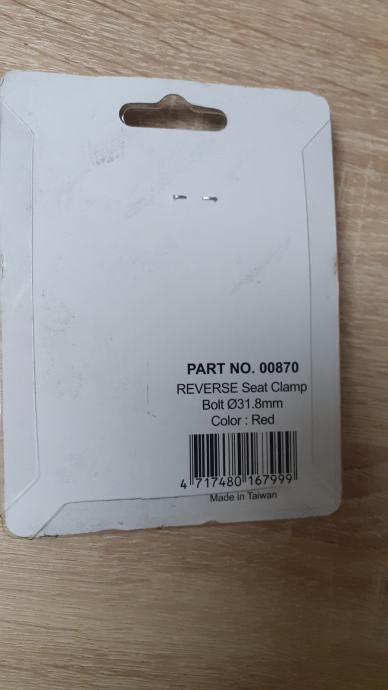 PART NO. 00870
REVERSE Seat Clamp
Bolt Ø31.8mm
Color : Red
4 717480 167999
Made in Taiwan